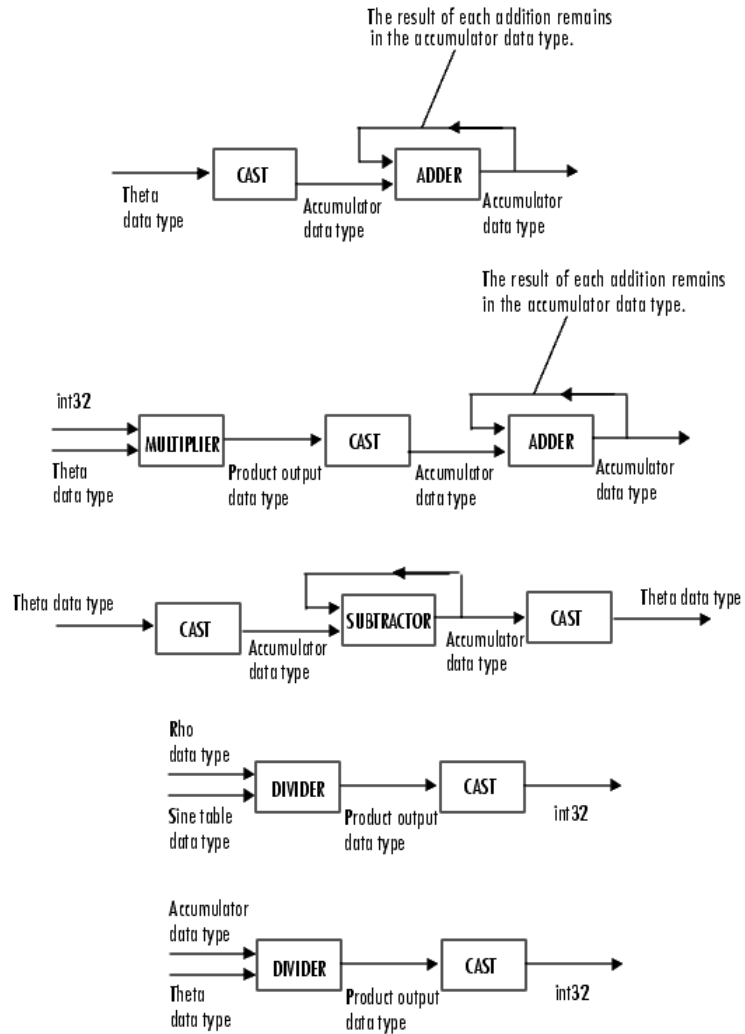 The result of each addition remains
in the accumulator data type.
CAST
ADDER
Theta
data type
Accumulator
data type
Accumulator
data type
The result of each addition remains
in the accumulator data type.
int32
MULTIPLIER
CAST
ADDER
Theta
data type
Product output
data type
Accumulator
data type
Accumulator
data type
Theta data type
CAST
SUBTRACTOR
CAST
Theta data type
Accumulator
data type
Accumulator
data type
Rho
data type
DIVIDER
CAST
Sine table
data type
Product output
data type
int32
Accumulator
data type
DIVIDER
CAST
Theta
data type
Product output
data type
int32